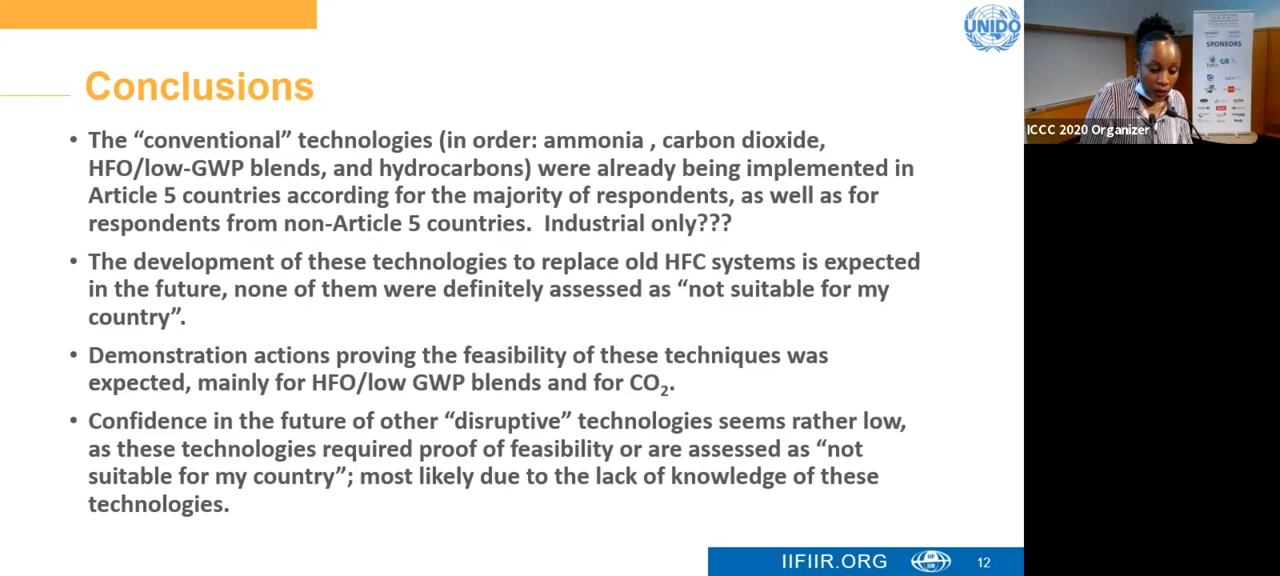 UNIDO
Conclusions
• The “conventional” technologies (in order: ammonia , carbon dioxide,
HFO/low-GWP blends, and hydrocarbons) were already being implemented in
Article 5 countries according for the majority of respondents, as well as for
respondents from non-Article 5 countries.  Industrial only???
• The development of these technologies to replace old HFC systems is expected
in the future, none of them were definitely assessed as “not suitable for my
country”.
• Demonstration actions proving the feasibility of these techniques was
expected, mainly for HFO/low GWP blends and for CO₂.
• Confidence in the future of other “disruptive” technologies seems rather low,
as these technologies required proof of feasibility or are assessed as “not
suitable for my country”; most likely due to the lack of knowledge of these
technologies.
IIFIIR.ORG
12
SPONSORS
ICCC 2020 Organizer